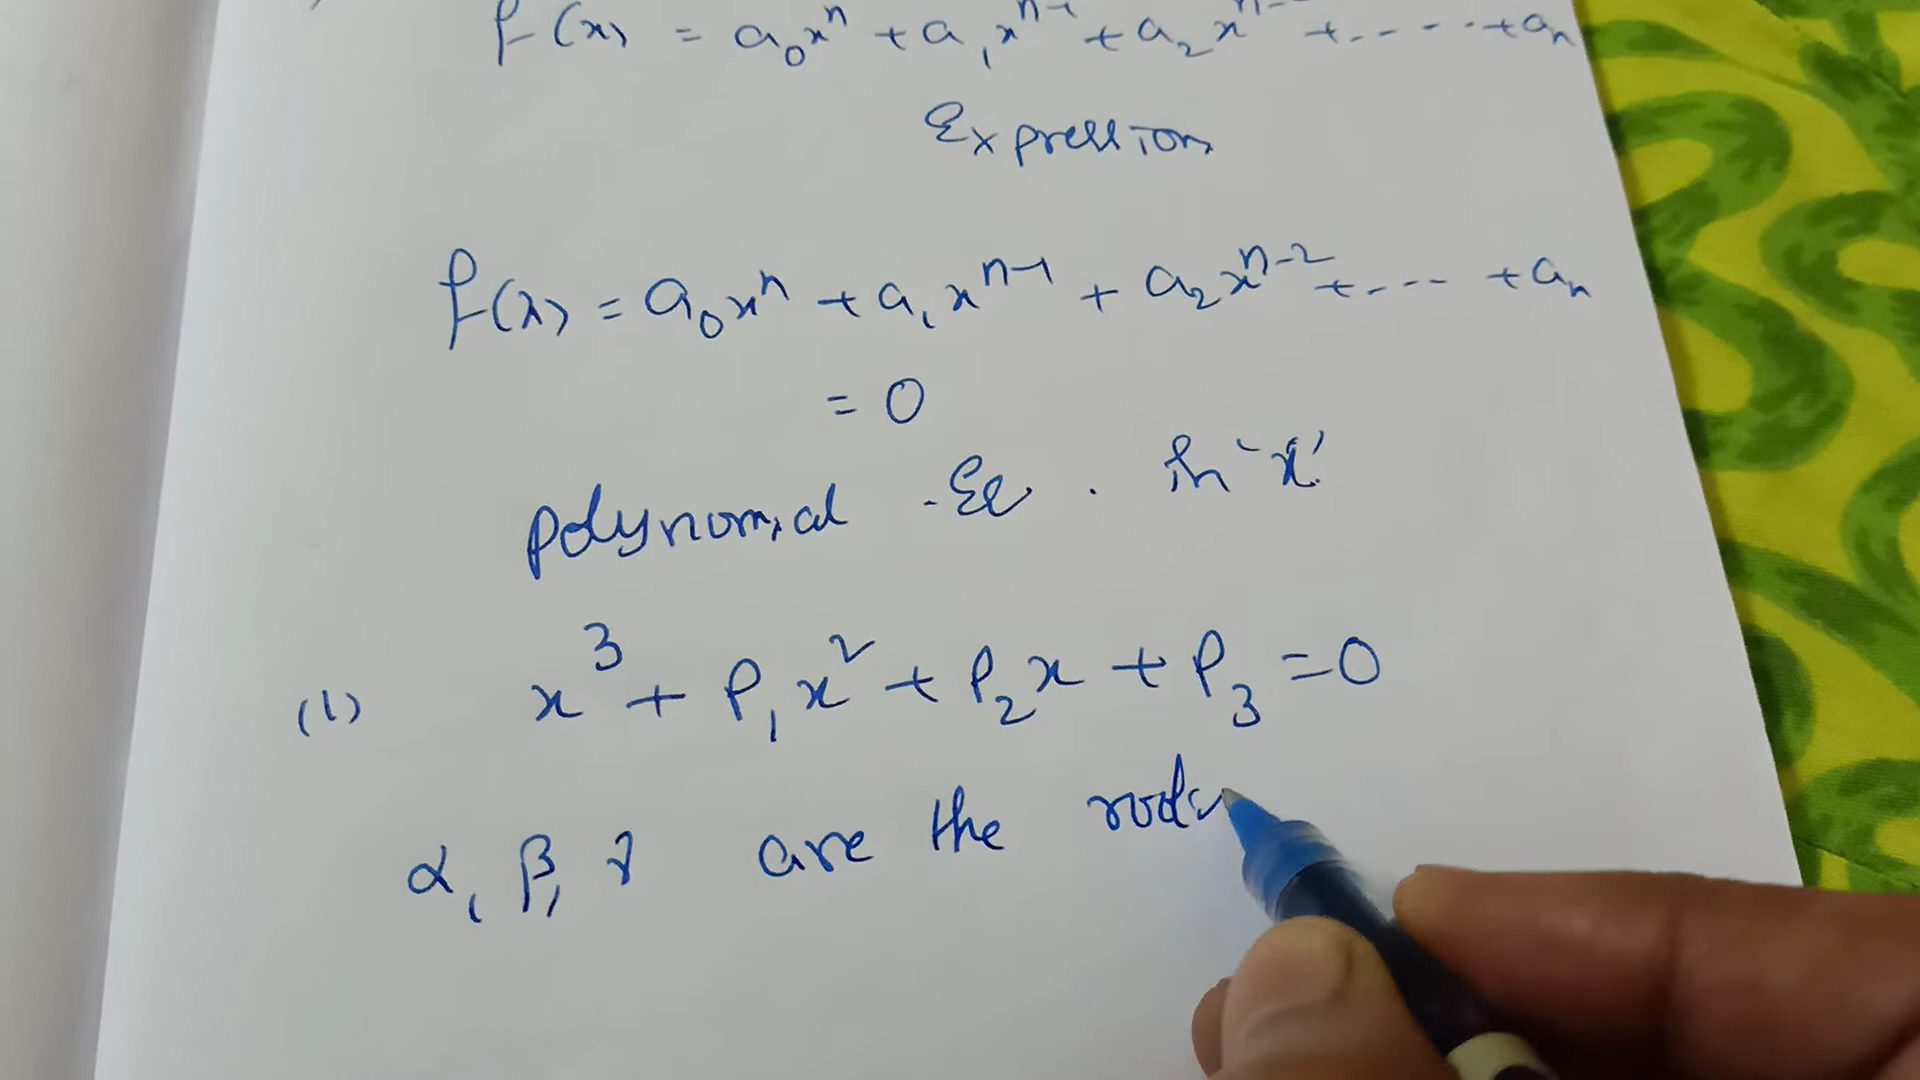 f(x) = a₀xⁿ + a₁xⁿ⁻¹ + a₂xⁿ⁻ +---- +aₙ
Expression
f(x) = a₀xⁿ + a₁xⁿ⁻¹ + a₂xⁿ⁻² +---- +aₙ
= 0
polynomial Eq. in 'x'
(1) x³ + P₁x² + P₂x + P₃ = 0
α, β, γ are the